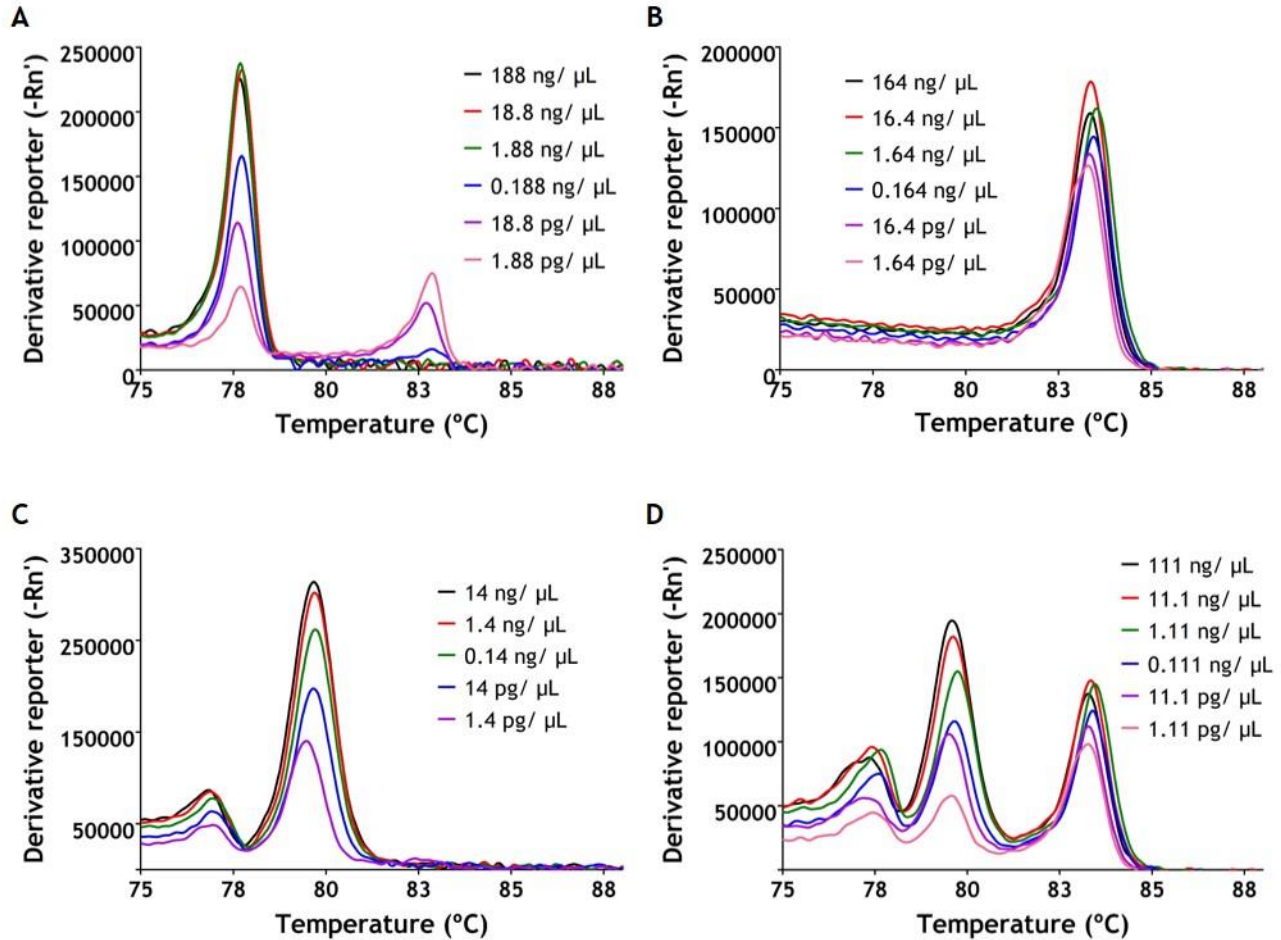 A
Derivative reporter (-Rn')
250000
200000
150000
100000
50000
0
75
78
80
83
85
88
Temperature (ºC)
188 ng/ µL
18.8 ng/ µL
1.88 ng/ µL
0.188 ng/ µL
18.8 pg/ µL
1.88 pg/ µL
B
Derivative reporter (-Rn')
200000
150000
100000
50000
0
75
78
80
83
85
88
Temperature (ºC)
164 ng/ µL
16.4 ng/ µL
1.64 ng/ µL
0.164 ng/ µL
16.4 pg/ µL
1.64 pg/ µL
C
Derivative reporter (-Rn')
350000
250000
150000
50000
75
78
80
83
85
88
Temperature (ºC)
14 ng/ µL
1.4 ng/ µL
0.14 ng/ µL
14 pg/ µL
1.4 pg/ µL
D
Derivative reporter (-Rn')
250000
200000
150000
100000
50000
75
78
80
83
85
88
Temperature (ºC)
111 ng/ µL
11.1 ng/ µL
1.11 ng/ µL
0.111 ng/ µL
11.1 pg/ µL
1.11 pg/ µL